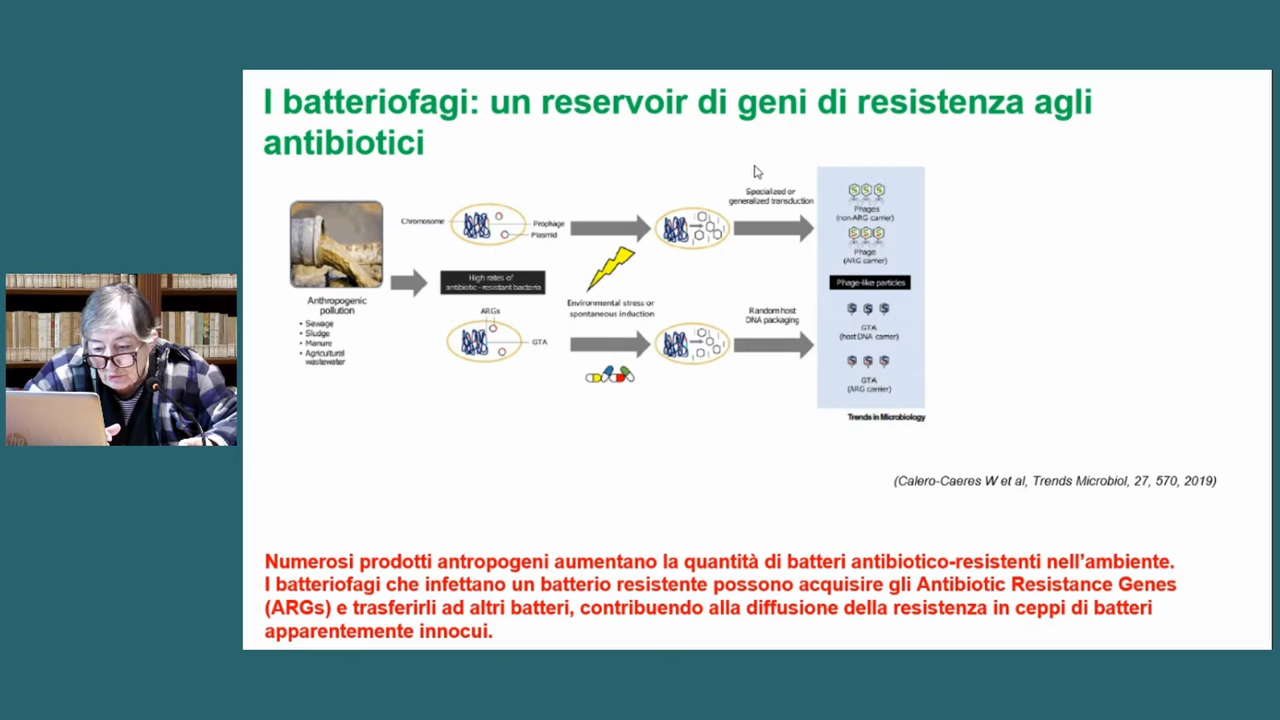 I batteriofagi: un reservoir di geni di resistenza agli
antibiotici
Anthropogenic
pollution
• Sewage
• Sludge
• Manure
• Agricultural
wastewater
Chromosome
Prophage
Plasmid
High rates of
antibiotic-resistant bacteria
ARGs
GTA
Environmental stress or
spontaneous induction
Specialized or
generalized transduction
Random host
DNA packaging
Phages
(non-ARG carrier)
Phage
(ARG carrier)
Phage-like particles
GTA
(host DNA carrier)
GTA
(ARG carrier)
Trends in Microbiology
(Calero-Caeres W et al, Trends Microbiol, 27, 570, 2019)
Numerosi prodotti antropogeni aumentano la quantità di batteri antibiotico-resistenti nell'ambiente.
I batteriofagi che infettano un batterio resistente possono acquisire gli Antibiotic Resistance Genes
(ARGs) e trasferirli ad altri batteri, contribuendo alla diffusione della resistenza in ceppi di batteri
apparentemente innocui.
hp